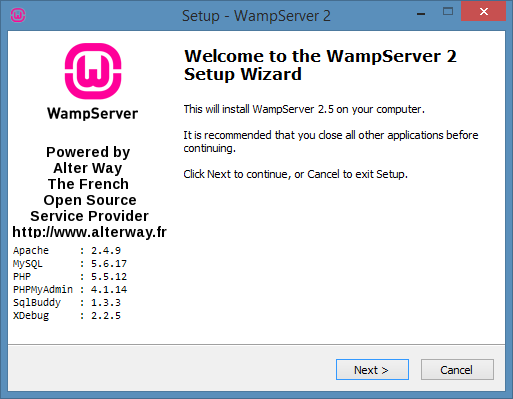 Setup - WampServer 2
WampServer
Powered by
Alter Way
The French
Open Source
Service Provider
http://www.alterway.fr
Apache : 2.4.9
MySQL : 5.6.17
PHP : 5.5.12
PHPMyAdmin : 4.1.14
SqlBuddy : 1.3.3
XDebug : 2.2.5
Welcome to the WampServer 2
Setup Wizard
This will install WampServer 2.5 on your computer.
It is recommended that you close all other applications before
continuing.
Click Next to continue, or Cancel to exit Setup.
Next >
Cancel